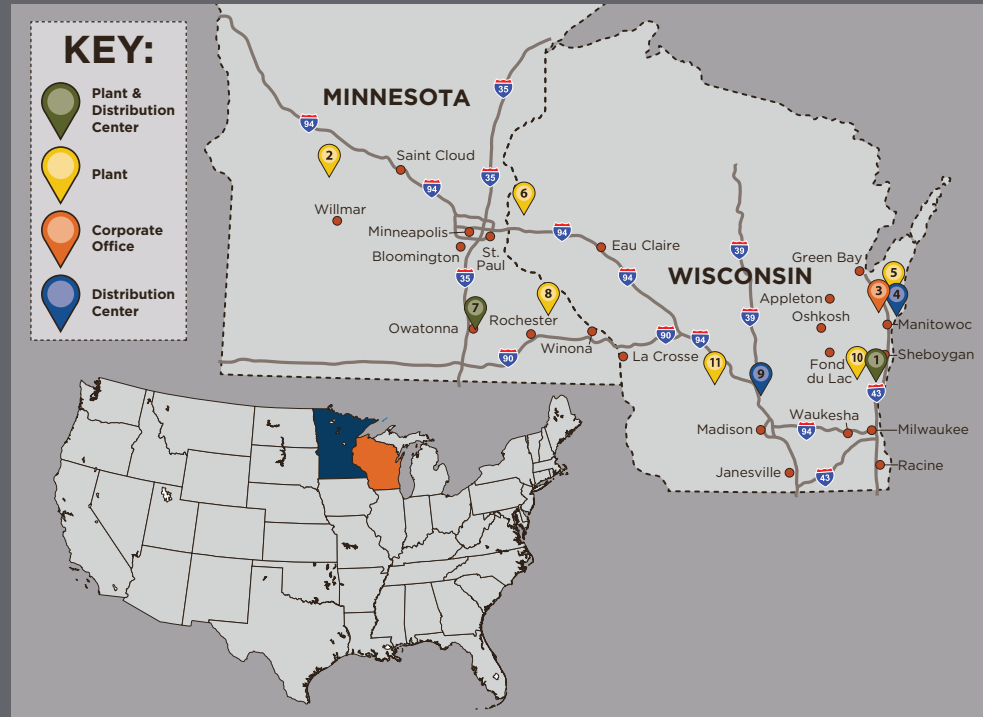 KEY:
Plant &
Distribution
Center
Plant
Corporate
Office
Distribution
Center
MINNESOTA
35
94
2
Saint Cloud
35
94
6
Willmar
Minneapolis
94
Eau Claire
39
Bloomington
St.
Paul
Green Bay
35
94
WISCONSIN
5
8
Appleton
3
4
7
39
Oshkosh
Owatonna
Rochester
Manitowoc
Winona
90
94
90
La Crosse
11
Fond
du Lac
10
1
Sheboygan
9
43
Waukesha
Madison
94
Milwaukee
Janesville
43
Racine